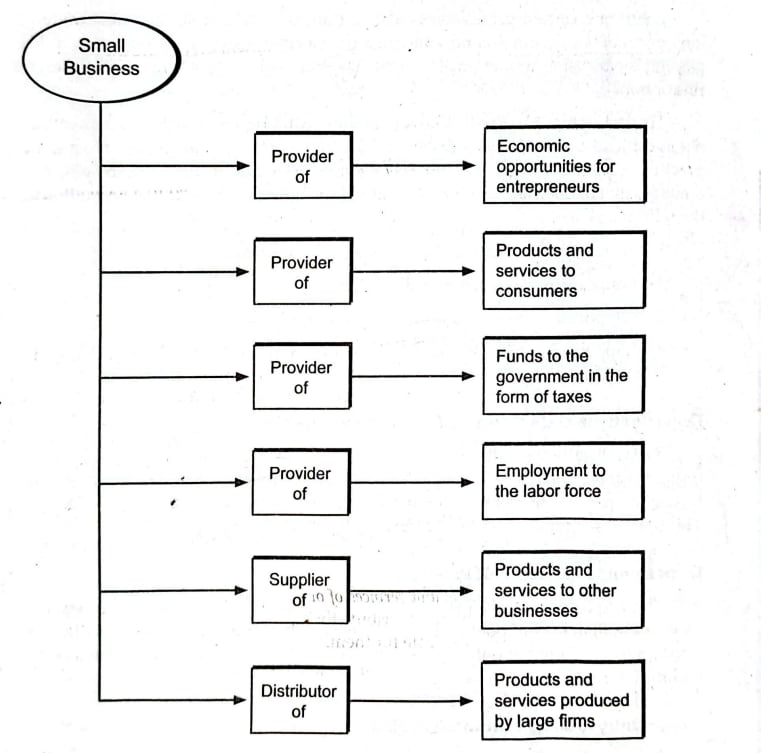 Small
Business
Provider
of
Economic
opportunities for
entrepreneurs
Provider
of
Products and
services to
consumers
Provider
of
Funds to the
government in the
form of taxes
Provider
of
Employment to
the labor force
Supplier
of
Products and
services to other
businesses
Distributor
of
Products and
services produced
by large firms